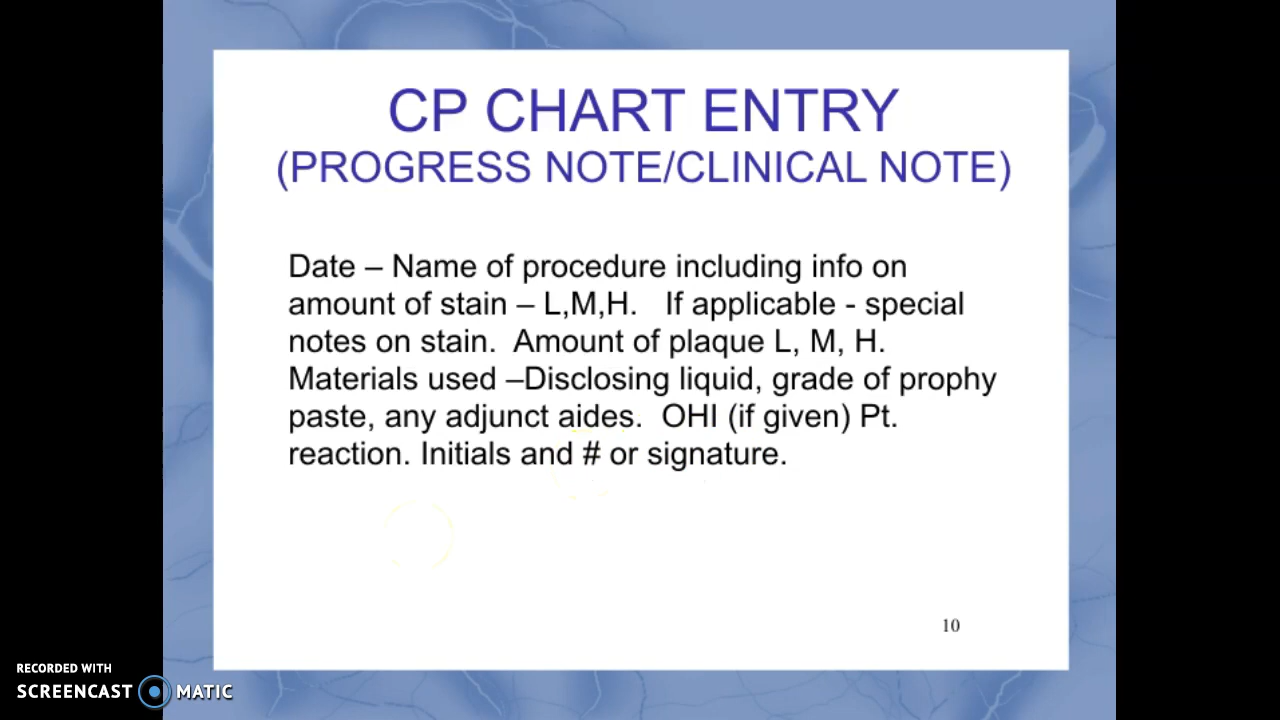 CP CHART ENTRY
(PROGRESS NOTE/CLINICAL NOTE)
Date – Name of procedure including info on
amount of stain – L,M,H.   If applicable - special
notes on stain.  Amount of plaque L, M, H.
Materials used –Disclosing liquid, grade of prophy
paste, any adjunct aides.  OHI (if given) Pt.
reaction. Initials and # or signature.
10
RECORDED WITH
SCREENCAST MATIC